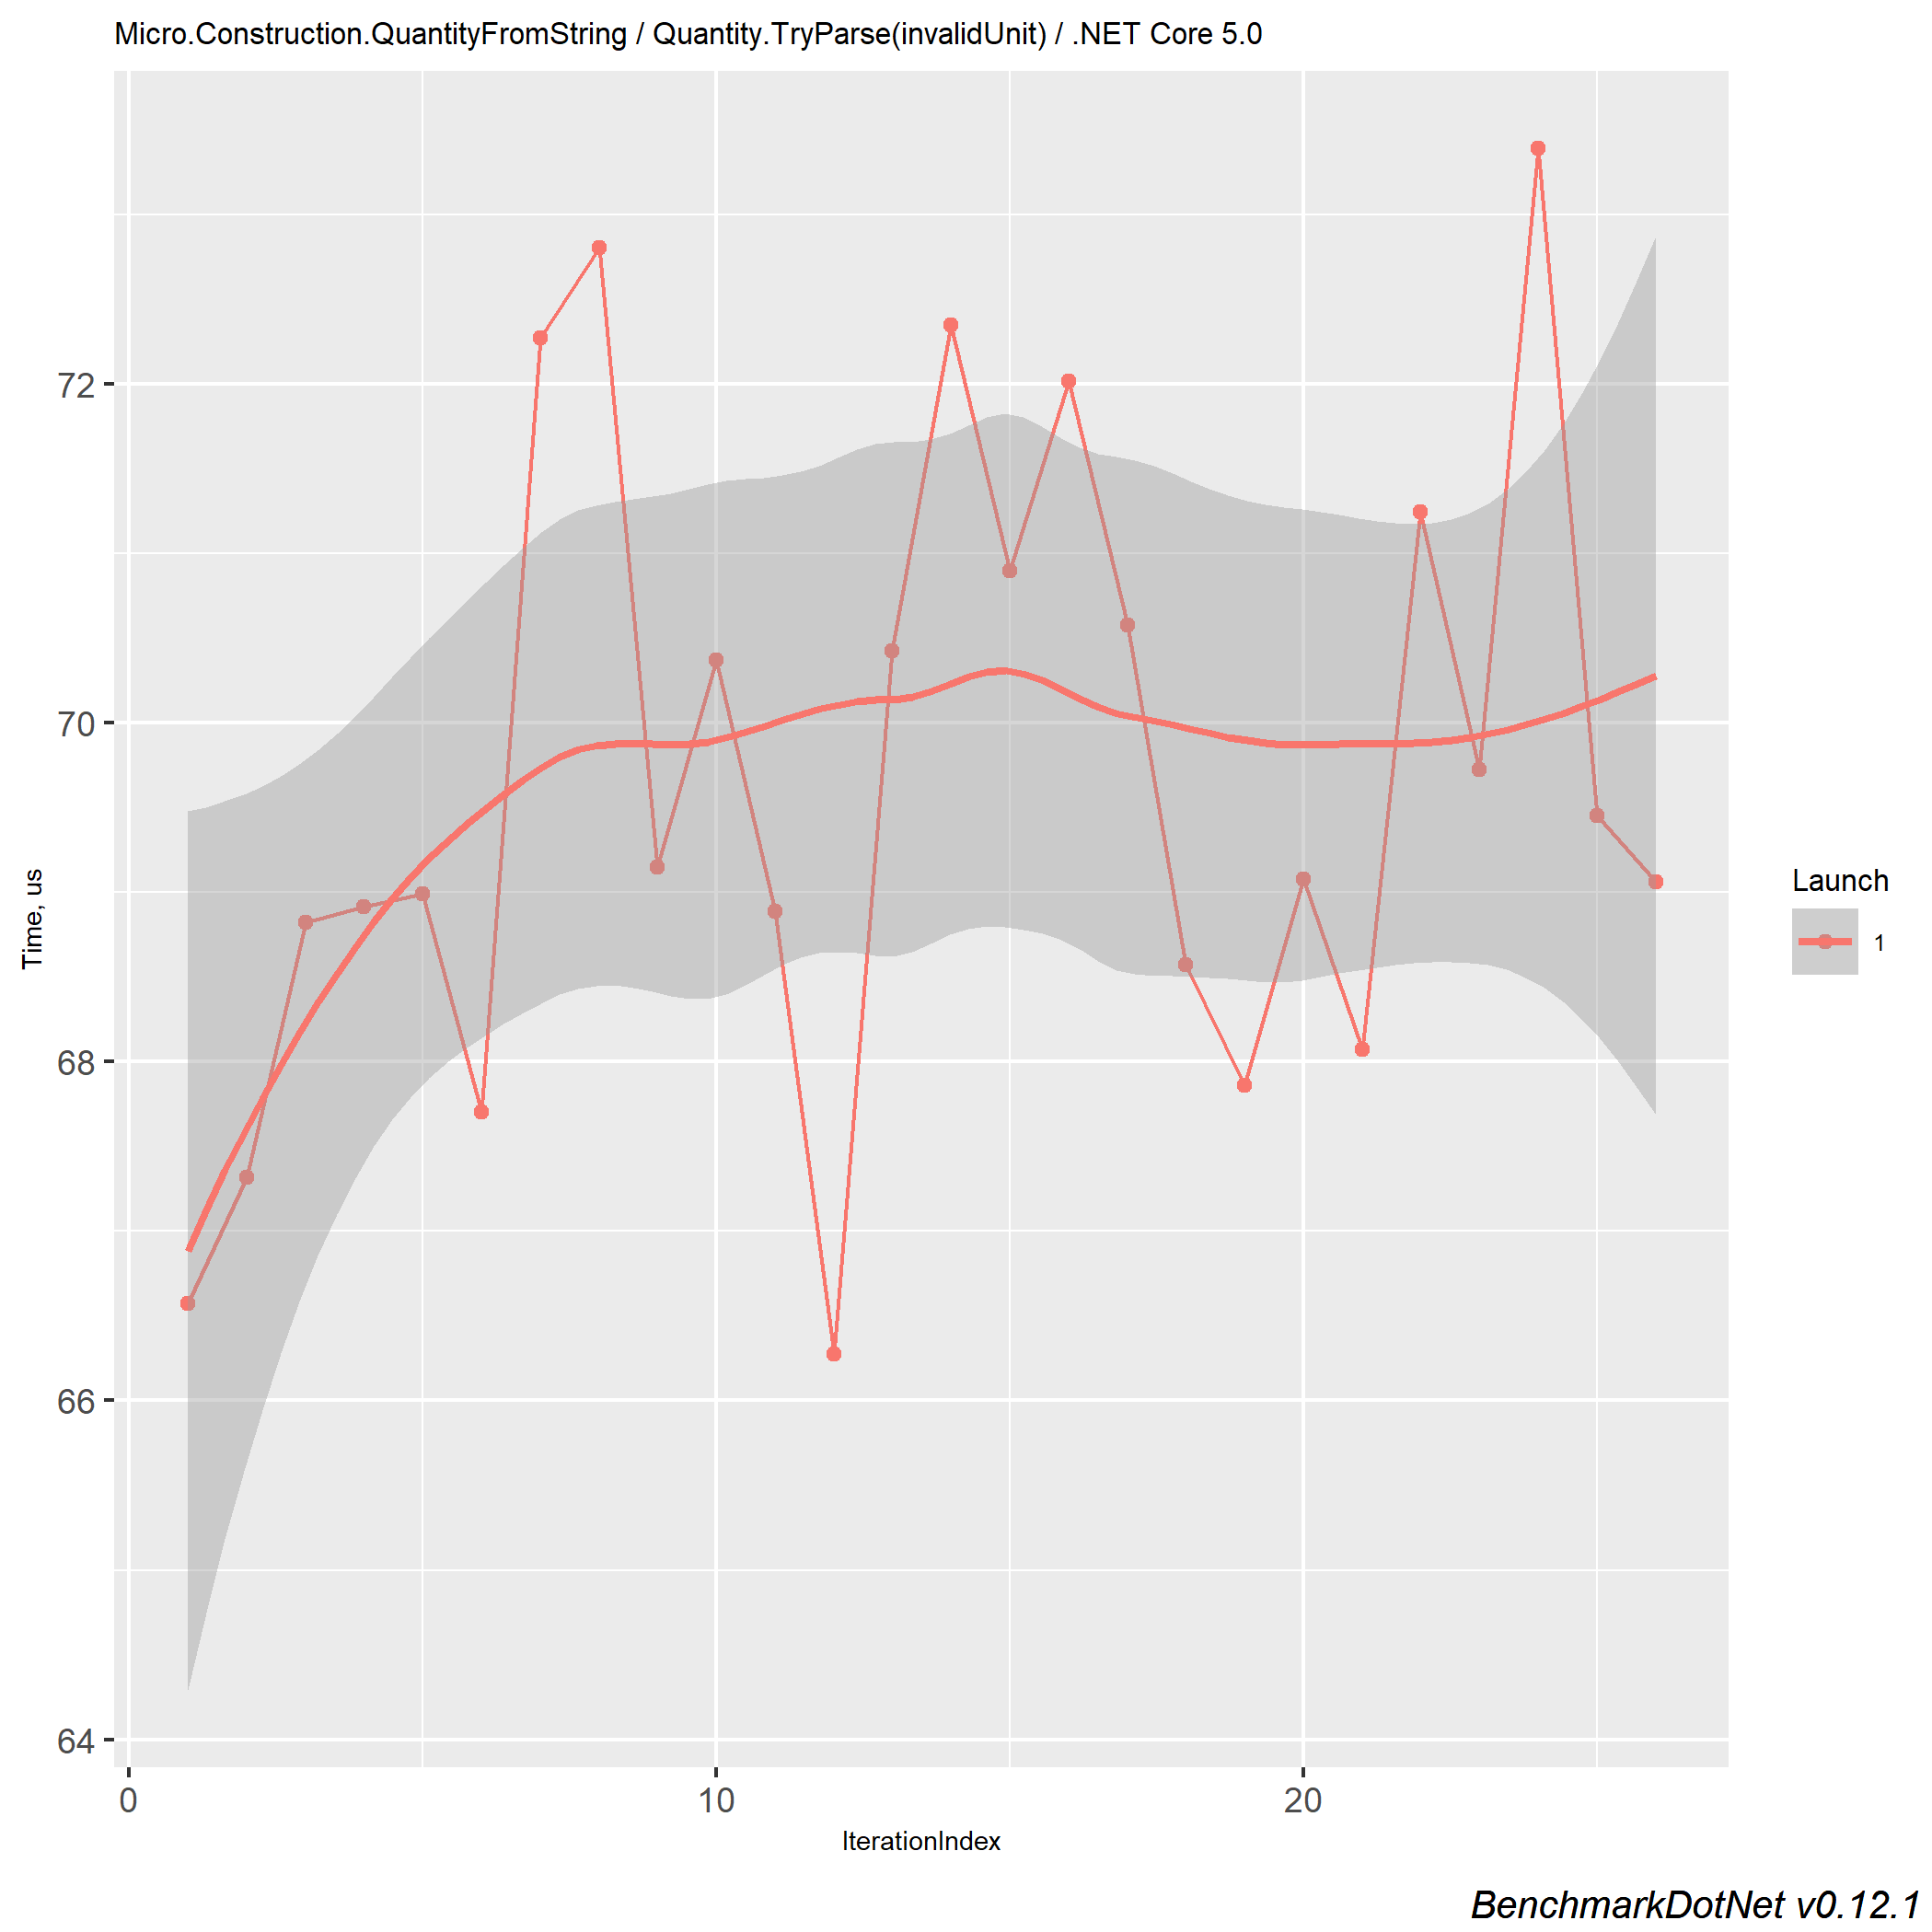 Micro.Construction.QuantityFromString / Quantity.TryParse(invalidUnit) / .NET Core 5.0
72
70
68
66
64
Time, us
0 10 20
IterationIndex
Launch
1
BenchmarkDotNet v0.12.1